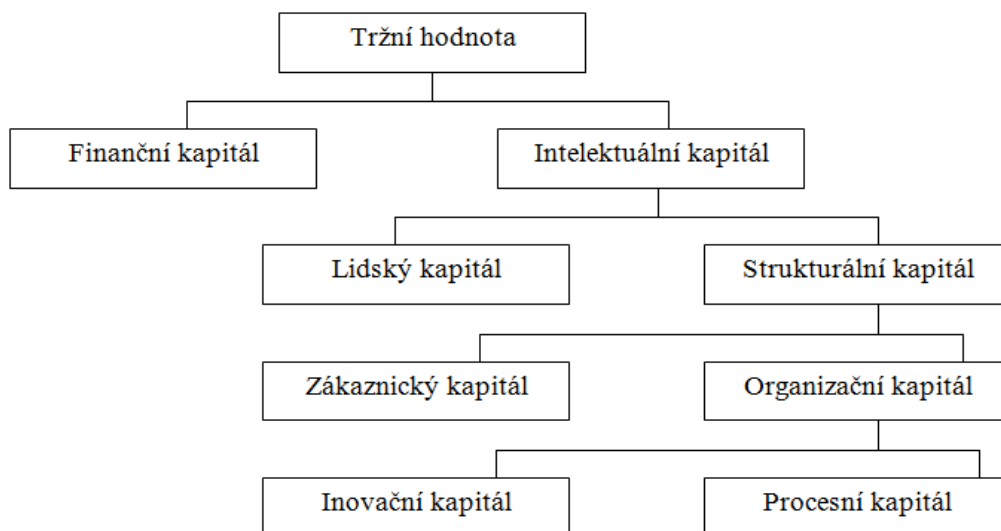 Tržní hodnota
Finanční kapitál
Intelektuální kapitál
Lidský kapitál
Strukturální kapitál
Zákaznický kapitál
Organizační kapitál
Inovační kapitál
Procesní kapitál